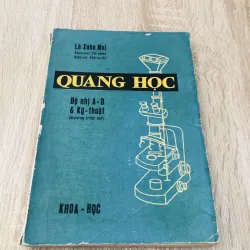 Lê Xuân Mai
QUANG HỌC
Đệ nhị A-B
& Kỹ-thuật
KHOA-HỌC